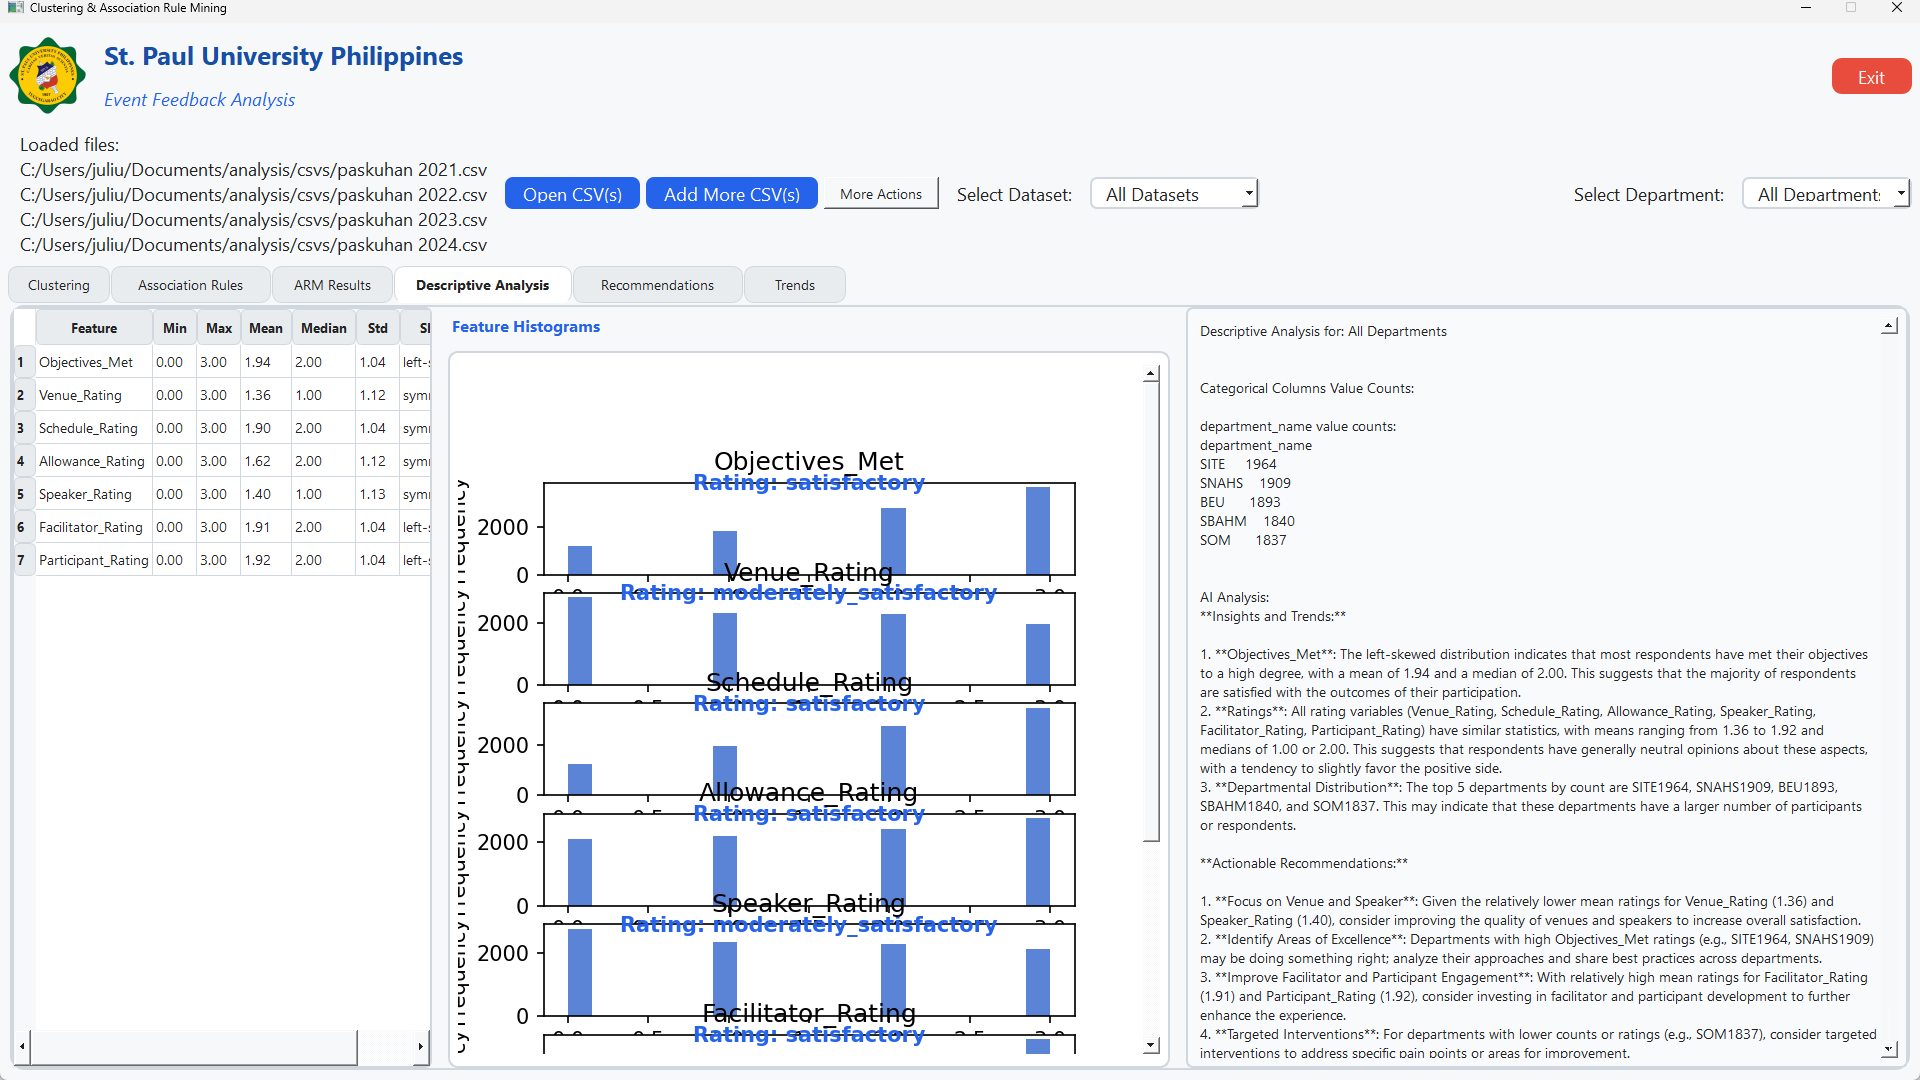 Clustering & Association Rule Mining
St. Paul University Philippines
Event Feedback Analysis
Exit
Loaded files:
C:/Users/juliu/Documents/analysis/csvs/paskuhan 2021.csv
C:/Users/juliu/Documents/analysis/csvs/paskuhan 2022.csv
C:/Users/juliu/Documents/analysis/csvs/paskuhan 2023.csv
C:/Users/juliu/Documents/analysis/csvs/paskuhan 2024.csv
Open CSV(s)
Add More CSV(s)
More Actions
Select Dataset:
All Datasets
Select Department:
All Department
Clustering
Association Rules
ARM Results
Descriptive Analysis
Recommendations
Trends
Feature Min Max Mean Median Std
1 Objectives_Met 0.00 3.00 1.94 2.00 1.04 left-
2 Venue_Rating 0.00 3.00 1.36 1.00 1.12 sym
3 Schedule_Rating 0.00 3.00 1.90 2.00 1.04 left-
4 Allowance_Rating 0.00 3.00 1.62 2.00 1.12 sym
5 Speaker_Rating 0.00 3.00 1.40 1.00 1.13 sym
6 Facilitator_Rating 0.00 3.00 1.91 2.00 1.04 left-
7 Participant_Rating 0.00 3.00 1.92 2.00 1.04 left-
Feature Histograms
Objectives_Met
Rating: satisfactory
2000
0
Venue_Rating
Rating: moderately_satisfactory
2000
0
Schedule_Rating
Rating: satisfactory
2000
0
Allowance_Rating
Rating: satisfactory
2000
0
Speaker_Rating
Rating: moderately_satisfactory
2000
0
Facilitator_Rating
Rating: satisfactory
Descriptive Analysis for: All Departments
Categorical Columns Value Counts:
department_name value counts:
department_name
SITE 1964
SNAHS 1909
BEU 1893
SBAHM 1840
SOM 1837
AI Analysis:
**Insights and Trends:**
1. **Objectives_Met**: The left-skewed distribution indicates that most respondents have met their objectives
to a high degree, with a mean of 1.94 and a median of 2.00. This suggests that the majority of respondents
are satisfied with the outcomes of their participation.
2. **Ratings**: All rating variables (Venue_Rating, Schedule_Rating, Allowance_Rating, Speaker_Rating,
Facilitator_Rating, Participant_Rating) have similar statistics, with means ranging from 1.36 to 1.92 and
medians of 1.00 or 2.00. This suggests that respondents have generally neutral opinions about these aspects,
with a tendency to slightly favor the positive side.
3. **Departmental Distribution**: The top 5 departments by count are SITE1964, SNAHS1909, BEU1893,
SBAHM1840, and SOM1837. This may indicate that these departments have a larger number of participants
or respondents.
**Actionable Recommendations:**
1. **Focus on Venue and Speaker**: Given the relatively lower mean ratings for Venue_Rating (1.36) and
Speaker_Rating (1.40), consider improving the quality of venues and speakers to increase overall satisfaction.
2. **Identify Areas of Excellence**: Departments with high Objectives_Met ratings (e.g., SITE1964, SNAHS1909)
may be doing something right; analyze their approaches and share best practices across departments.
3. **Improve Facilitator and Participant Engagement**: With relatively high mean ratings for Facilitator_Rating
(1.91) and Participant_Rating (1.92), consider investing in facilitator and participant development to further
enhance the experience.
4. **Targeted Interventions**: For departments with lower counts or ratings (e.g., SOM1837), consider targeted
interventions to address specific pain points or areas for improvement.